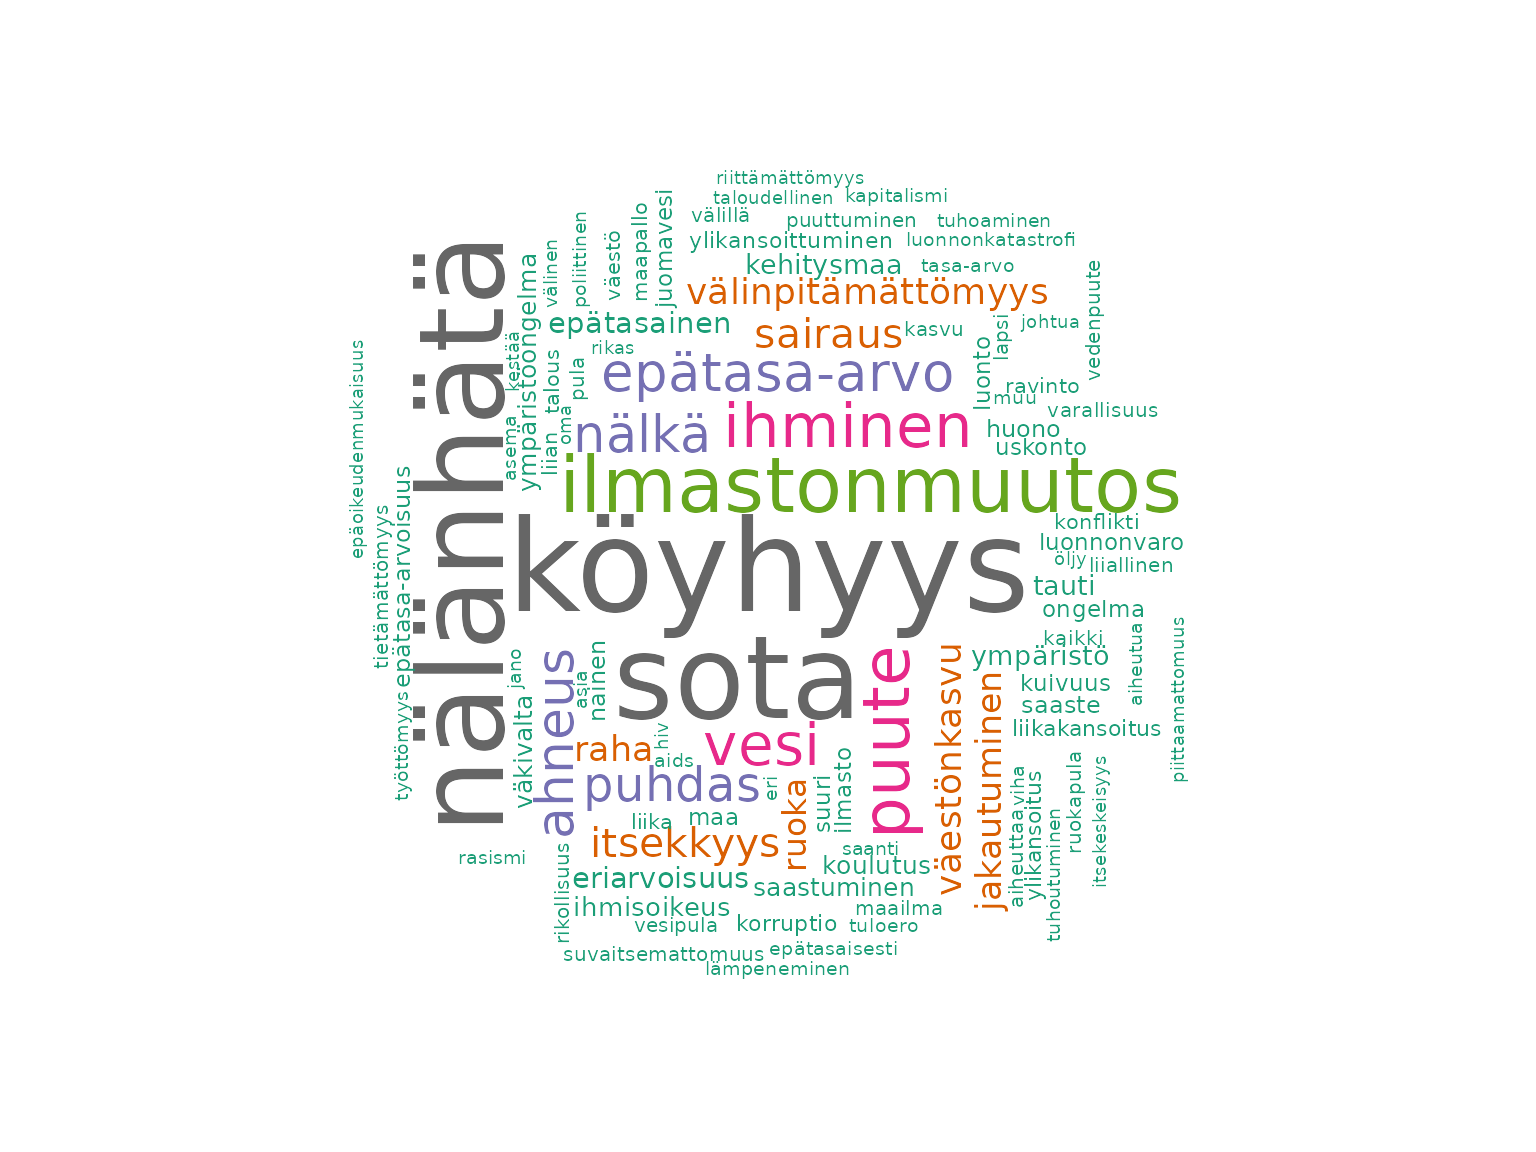 riittämättömyys
taloudellinen
kapitalismi
välillä
puuttuminen
tuhoaminen
ylikansoittuminen
luonnonkatastrofi
kehitysmaa
tasa-arvo
välinpitämättömyys
juomavesi
maapallo
väestö
poliittinen
välinen
ympäristöongelma
epätasainen
sairaus
kasvu
johtua
lapsi
vedenpuute
rikas
kestää
talous
pula
epätasa-arvo
luonto
ravinto
muu
varallisuus
oma
asema
liian
nälkä
ihminen
huono
uskonto
ilmastonmuutos
nälänhätä
epäoikeudenmukaisuus
tietämättömyys
epätasa-arvoisuus
työttömyys
köyhyys
konflikti
luonnonvaro
öljy
liiallinen
tauti
ongelma
kaikki
ympäristö
aiheutua
piittaamattomuus
sota
jano
asia
nainen
ahneus
väkivalta
puute
väestönkasvu
jakautuminen
kuivuus
saaste
liikakansoitus
raha
hiv
aids
vesi
puhdas
eri
ruoka
suuri
ilmasto
viha
aiheuttaa
ylikansoitus
ruokapula
itsekeskeisyys
tuhoutuminen
liika
maa
itsekkyys
rasismi
saanti
koulutus
eriarvoisuus
saastuminen
rikollisuus
ihmisoikeus
maailma
vesipula
korruptio
tuloero
suvaitsemattomuus
epätasaisesti
lämpeneminen